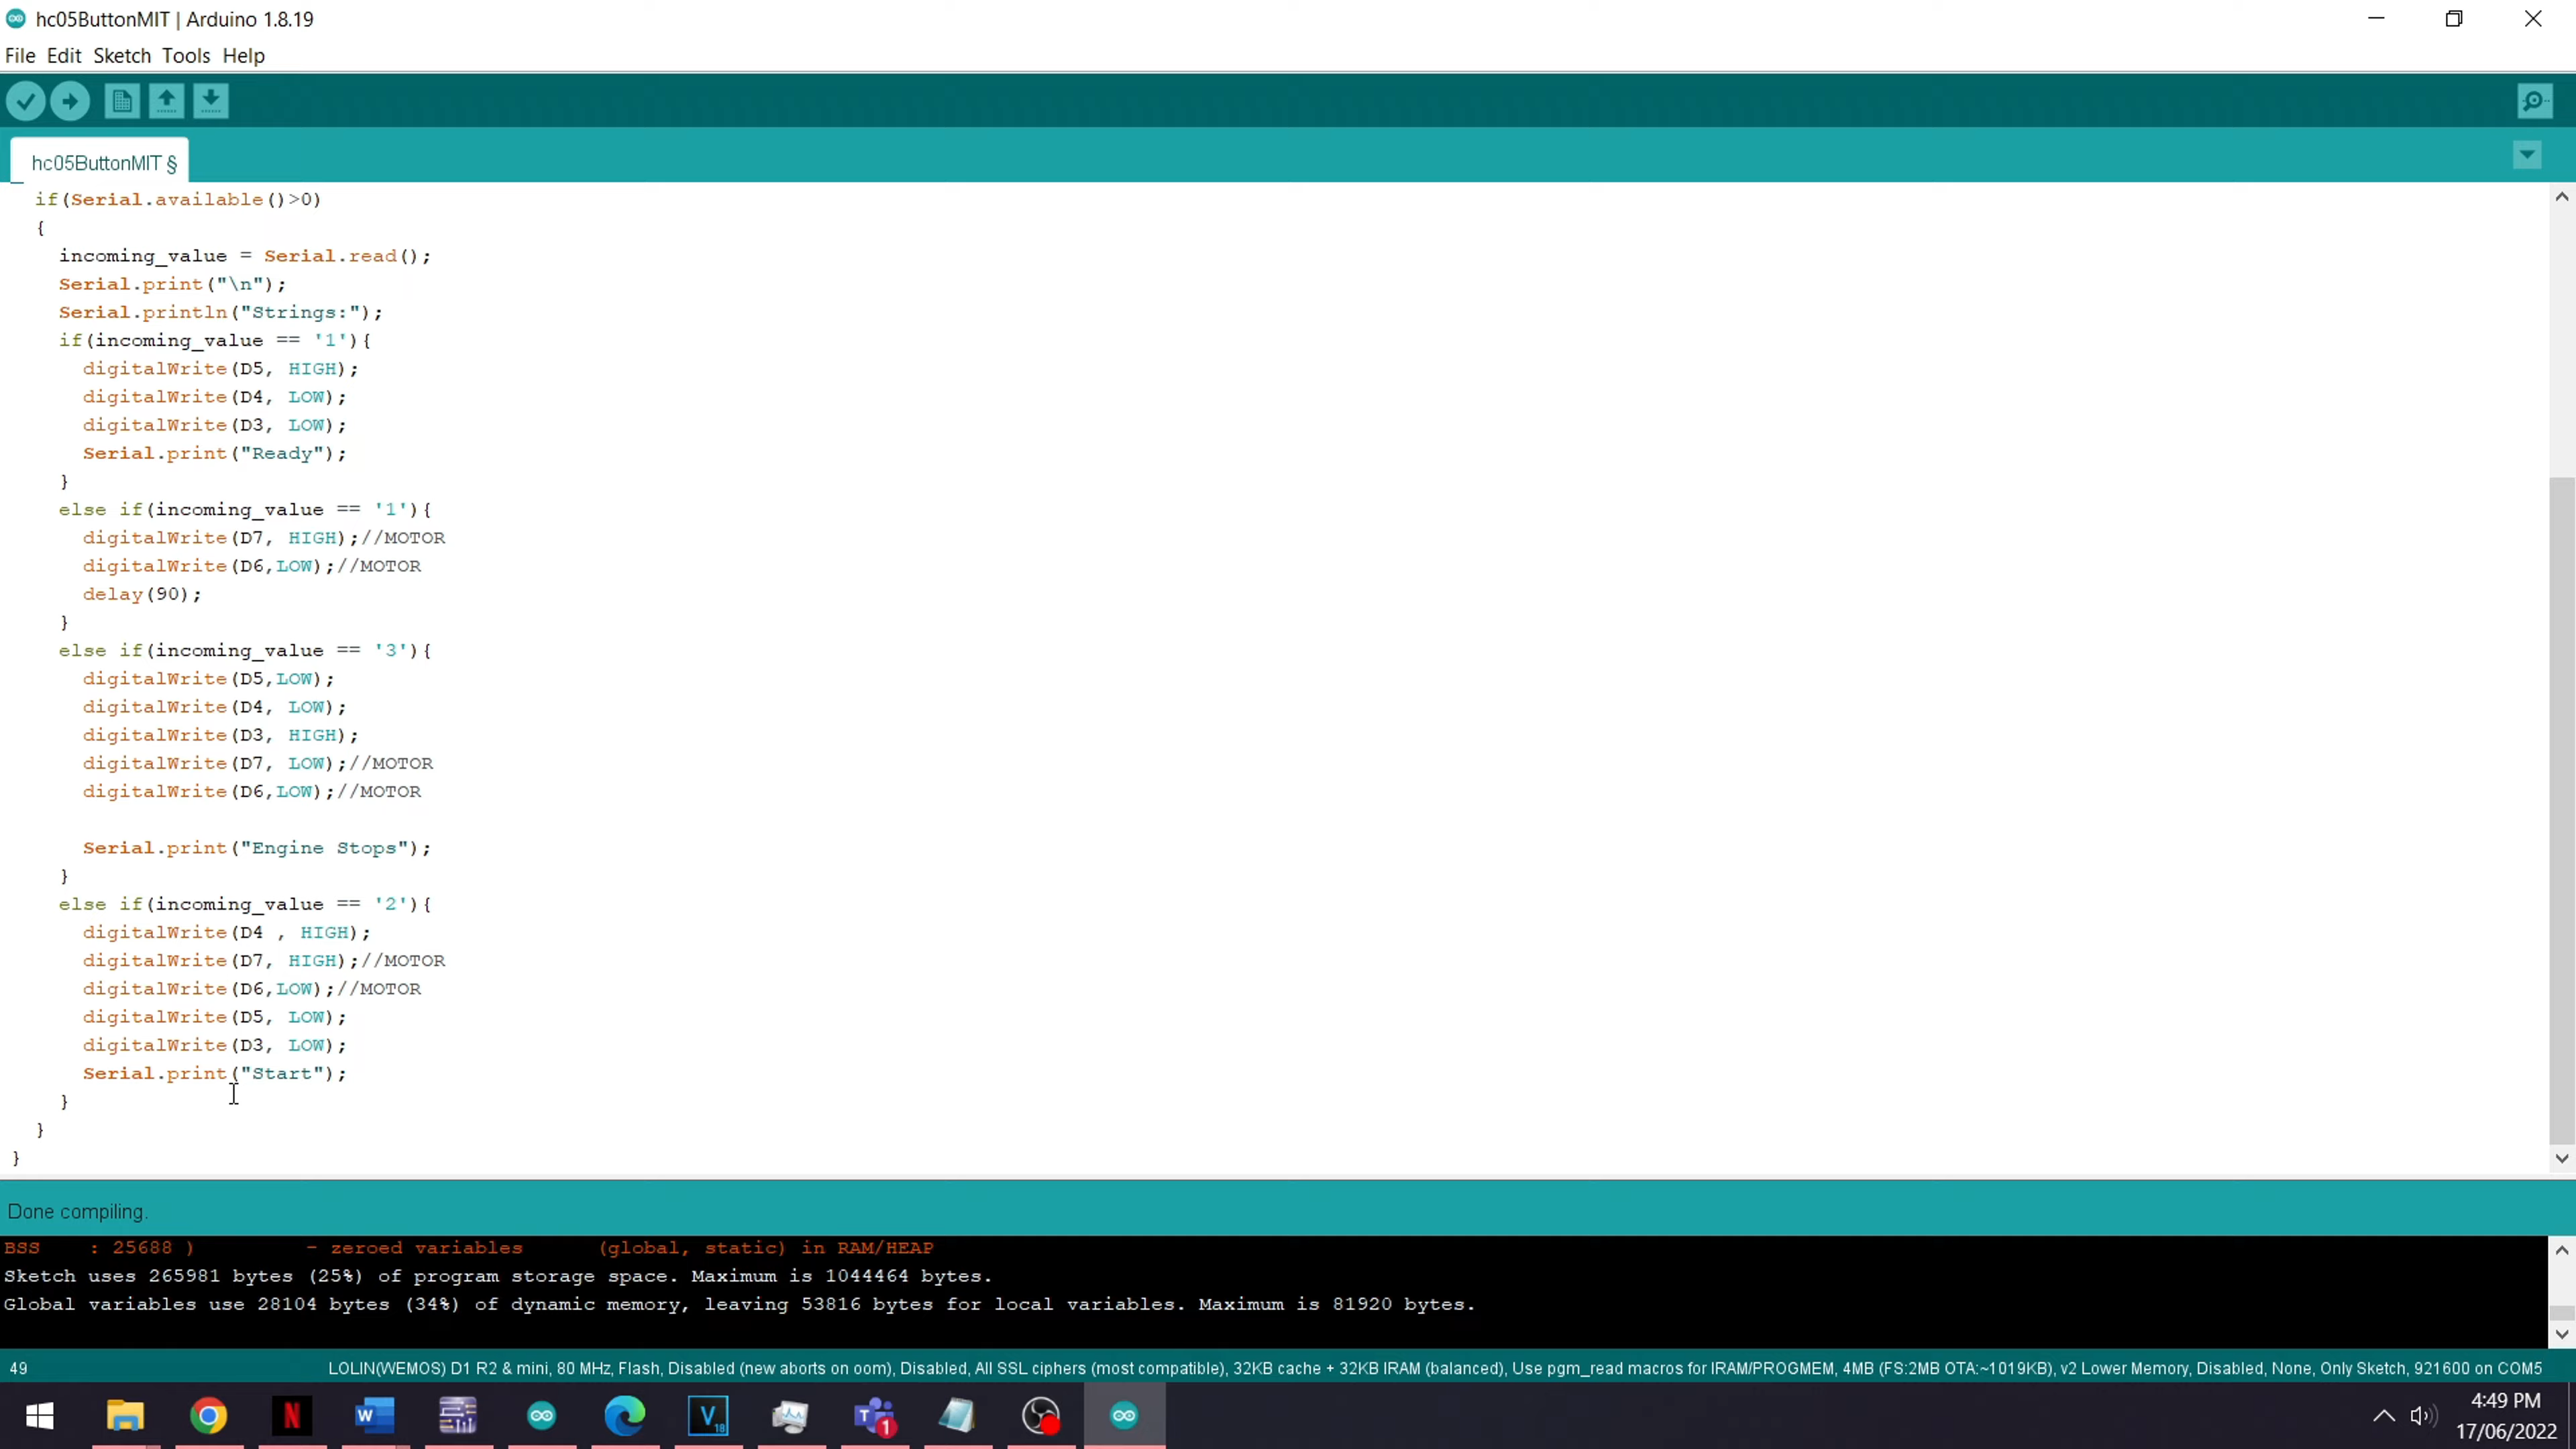 hc05ButtonMIT | Arduino 1.8.19
File Edit Sketch Tools Help
hc05ButtonMIT §
if(Serial.available()>0)
{
incoming_value = Serial.read();
Serial.print("\n");
Serial.println("Strings:");
if(incoming_value == '1'){
digitalWrite(D5, HIGH);
digitalWrite(D4, LOW);
digitalWrite(D3, LOW);
Serial.print("Ready");
}
else if(incoming_value == '1'){
digitalWrite(D7, HIGH);//MOTOR
digitalWrite(D6,LOW);//MOTOR
delay(90);
}
else if(incoming_value == '3'){
digitalWrite(D5,LOW);
digitalWrite(D4, LOW);
digitalWrite(D3, HIGH);
digitalWrite(D7, LOW);//MOTOR
digitalWrite(D6,LOW);//MOTOR
Serial.print("Engine Stops");
}
else if(incoming_value == '2'){
digitalWrite(D4 , HIGH);
digitalWrite(D7, HIGH);//MOTOR
digitalWrite(D6,LOW);//MOTOR
digitalWrite(D5, LOW);
digitalWrite(D3, LOW);
Serial.print("Start");
}
}
}
Done compiling.
BSS : 25688 ) - zeroed variables (global, static) in RAM/HEAP
Sketch uses 265981 bytes (25%) of program storage space. Maximum is 1044464 bytes.
Global variables use 28104 bytes (34%) of dynamic memory, leaving 53816 bytes for local variables. Maximum is 81920 bytes.
49 LOLIN(WEMOS) D1 R2 & mini, 80 MHz, Flash, Disabled (new aborts on oom), Disabled, All SSL ciphers (most compatible), 32KB cache + 32KB IRAM (balanced), Use pgm_read macros for IRAM/PROGMEM, 4MB (FS:2MB OTA:~1019KB), v2 Lower Memory, Disabled, None, Only Sketch, 921600 on COM5
N W V 18 T 1
4:49 PM
17/06/2022